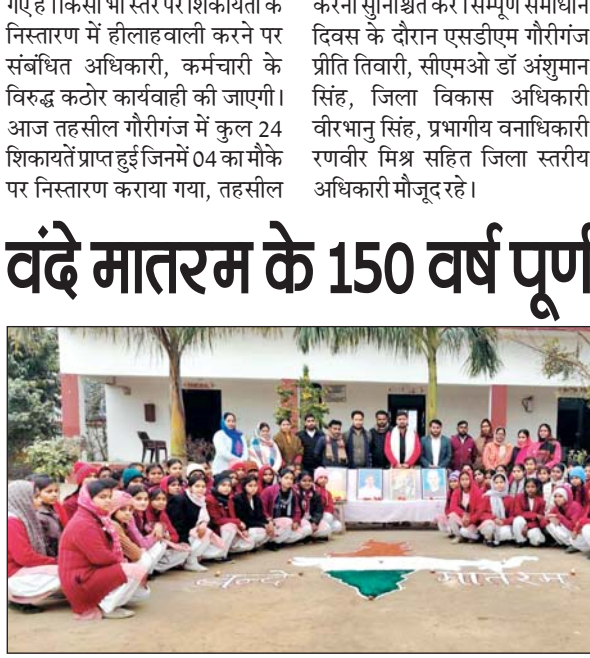 गए हैं। किसी भी स्तर पर शिकायतों के
निस्तारण में हीलाहवाली करने पर
संबंधित अधिकारी, कर्मचारी के
विरुद्ध कठोर कार्यवाही की जाएगी।
आज तहसील गौरीगंज में कुल 24
शिकायतें प्राप्त हुई जिनमें 04 का मौके
पर निस्तारण कराया गया, तहसील
करना सुनिश्चित करें। सम्पूर्ण समाधान
दिवस के दौरान एसडीएम गौरीगंज
प्रीति तिवारी, सीएमओ डॉ अंशुमान
सिंह, जिला विकास अधिकारी
वीरभानु सिंह, प्रभागीय वनाधिकारी
रणवीर मिश्र सहित जिला स्तरीय
अधिकारी मौजूद रहे।
वंदे मातरम के 150 वर्ष पूर्ण
वन्दे मातरम्